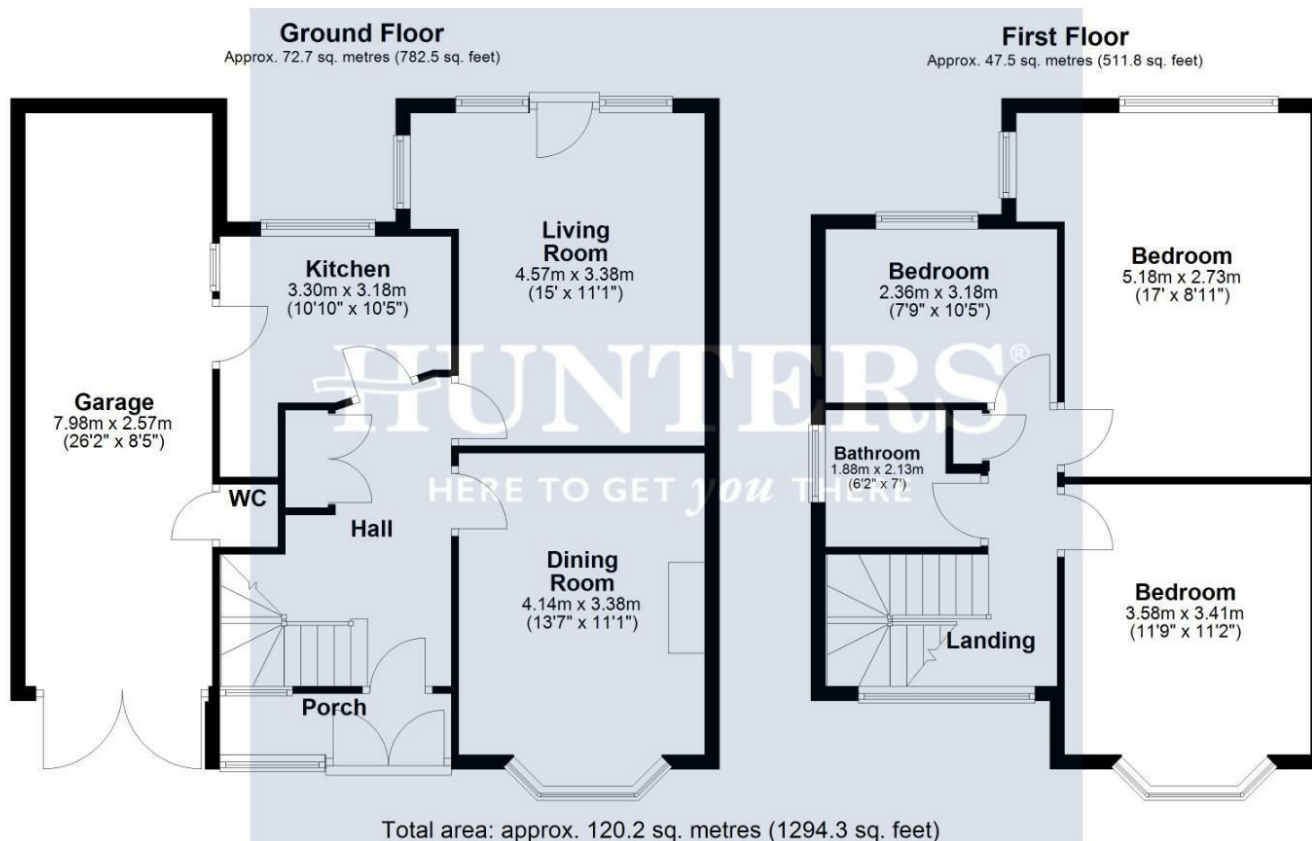 Ground Floor
Approx. 72.7 sq. metres (782.5 sq. feet)
First Floor
Approx. 47.5 sq. metres (511.8 sq. feet)
Living
Room
4.57m x 3.38m
(15' x 11'1")
Kitchen
3.30m x 3.18m
(10'10" x 10'5")
Garage
7.98m x 2.57m
(26'2" x 8'5")
WC
Hall
Dining
Room
4.14m x 3.38m
(13'7" x 11'1")
Porch
Bedroom
5.18m x 2.73m
(17' x 8'11")
Bedroom
2.36m x 3.18m
(7'9" x 10'5")
Bathroom
1.88m x 2.13m
(6'2" x 7')
Bedroom
3.58m x 3.41m
(11'9" x 11'2")
Landing
HUNTERS®
HERE TO GET you THERE
Total area: approx. 120.2 sq. metres (1294.3 sq. feet)